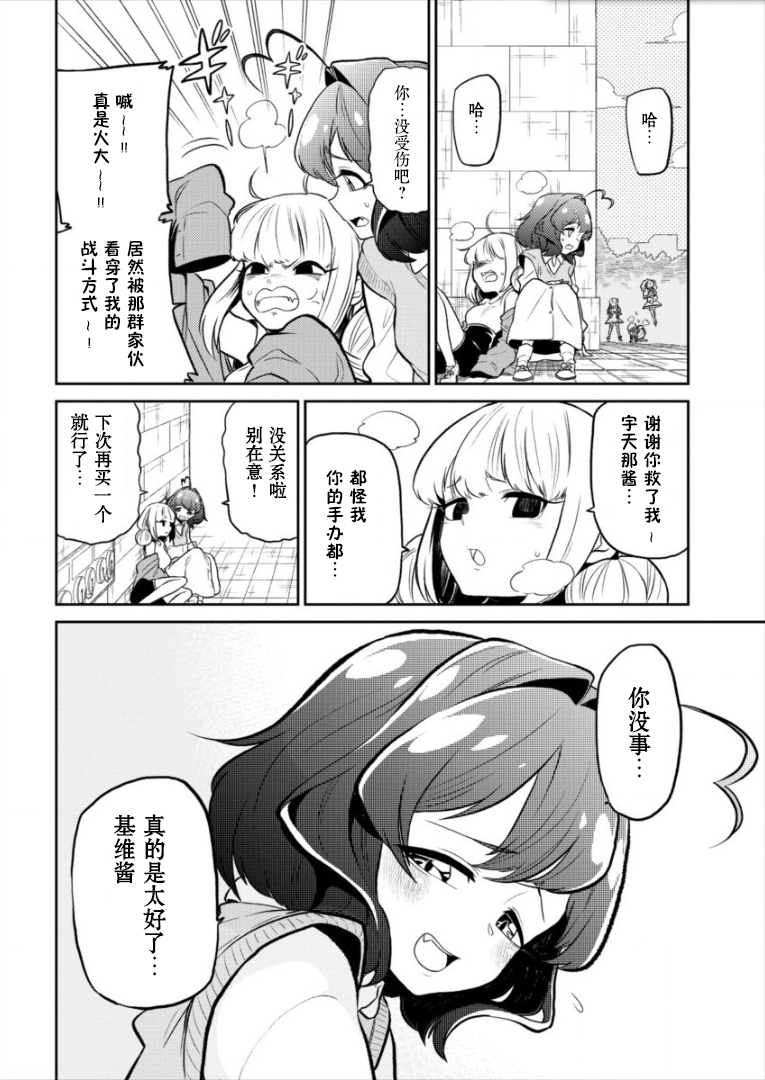 哈…
哈…
你…没受伤吧？
喊～!!
真是火大～!!
居然被那群家伙
看穿了我的
战斗方式～!
ギギ
谢谢你救了我～
宇天那酱…
都怪我
你的手办都…
没关系啦
别在意！
下次再买一个
就行了…
你没事…
真的是太好了…
基维酱